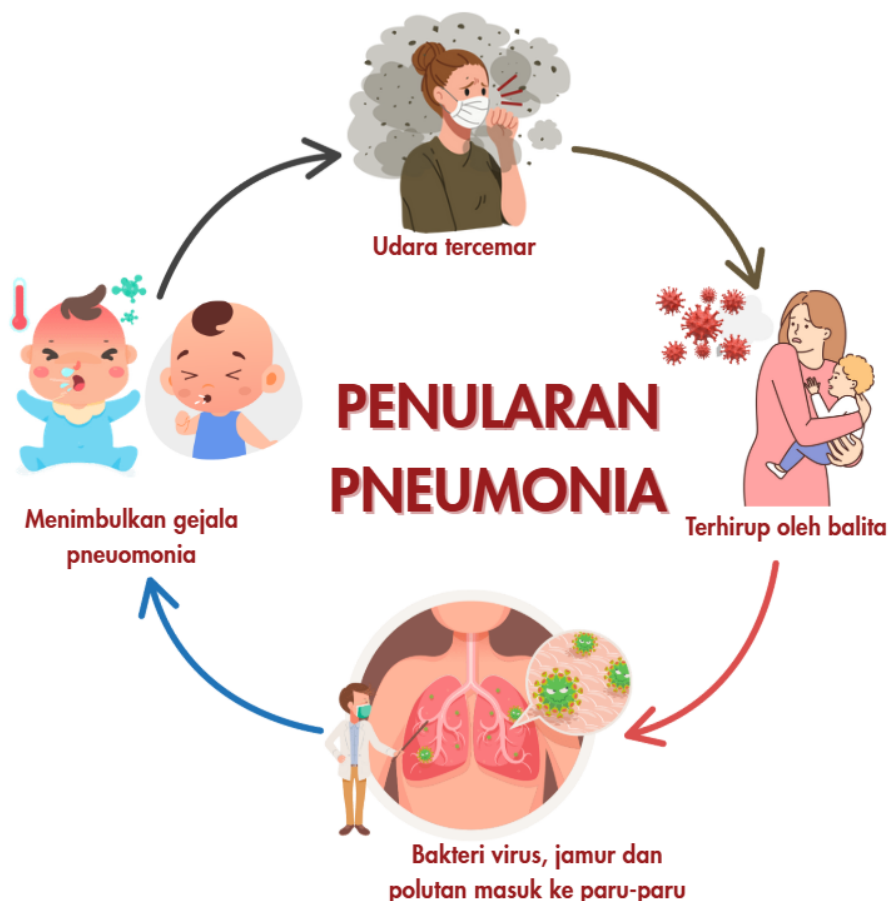 Udara tercemar
PENULARAN
PNEUMONIA
Terhirup oleh balita
Bakteri virus, jamur dan
polutan masuk ke paru-paru
Menimbulkan gejala
pneuomonia